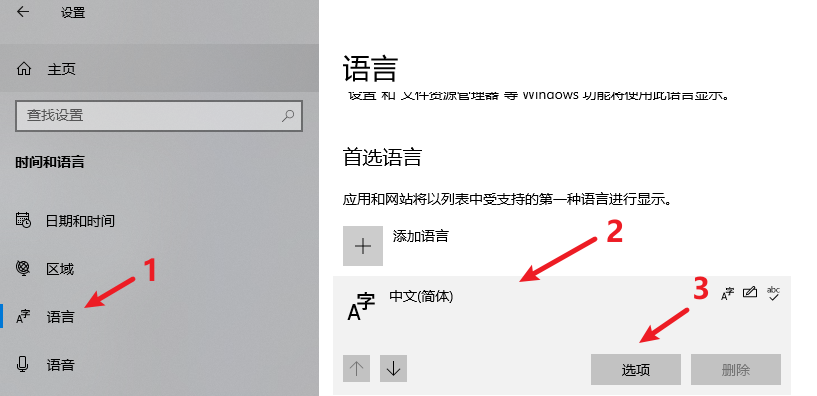 设置
主页
查找设置
时间和语言
日期和时间
区域
1
语言
语音
语言
"设置"和"文件资源管理器"等 Windows 功能将使用此语言显示。
首选语言
应用和网站将以列表中受支持的第一种语言进行显示。
添加语言
2
中文(简体)
A字
abc
3
选项
删除